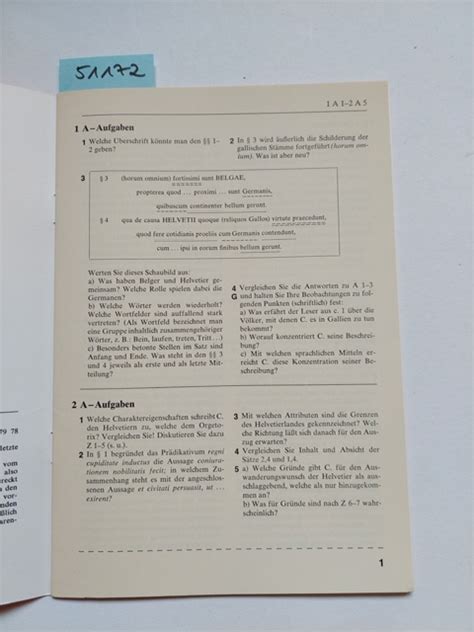 51172
1 A 1–2 A 5
1 A–Aufgaben
1 Welche Überschrift könnte man den §§ 1–
2 geben?
2 In § 3 wird äußerlich die Schilderung der
gallischen Stämme fortgeführt (horum om-
ium). Was ist aber neu?
3 § 3 (horum omnium) fortissimi sunt BELGAE,
propterea quod ... proximi ... sunt Germanis,
quibuscum continenter bellum gerunt.
§ 4 qua de causa HELVETII quoque (reliquos Gallos) virtute praecedunt,
quod fere cotidianis proeliis cum Germanis contendunt,
cum ... ipsi in eorum finibus bellum gerunt.
Werten Sie dieses Schaubild aus:
a) Was haben Belger und Helvetier ge-
meinsam? Welche Rolle spielen dabei die
Germanen?
b) Welche Wörter werden wiederholt?
Welche Wortfelder sind auffallend stark
vertreten? (Als Wortfeld bezeichnet man
eine Gruppe inhaltlich zusammengehöriger
Wörter, z. B.: Bein, laufen, treten, Tritt ...)
c) Besonders betonte Stellen im Satz sind
Anfang und Ende. Was steht in den §§ 3
und 4 jeweils als erste und als letzte Mit-
teilung?
4 Vergleichen Sie die Antworten zu A 1–3
G und halten Sie Ihre Beobachtungen zu fol-
genden Punkten (schriftlich) fest:
a) Was erfährt der Leser aus c. 1 über die
Völker, mit denen C. es in Gallien zu tun
bekommt?
b) Worauf konzentriert C. seine Beschrei-
bung?
c) Mit welchen sprachlichen Mitteln er-
reicht C. diese Konzentration seiner Be-
schreibung?
2 A–Aufgaben
1 Welche Charaktereigenschaften schreibt C.
den Helvetiern zu, welche dem Orgeto-
rix? Vergleichen Sie! Diskutieren Sie dazu
Z 1–5 (s. u.).
2 In § 1 begründet das Prädikativum regni
cupiditate inductus die Aussage coniura-
tionem nobilitatis fecit; in welchem Zu-
sammenhang steht es mit der angeschlos-
senen Aussage et civitati persuasit, ut ...
exirent?
3 Mit welchen Attributen sind die Grenzen
des Helvetierlandes gekennzeichnet? Wel-
che Richtung läßt sich danach für den Aus-
zug erwarten?
4 Vergleichen Sie Inhalt und Absicht der
Sätze 2,4 und 1,4.
5 a) Welche Gründe gibt C. für den Aus-
wanderungswunsch der Helvetier als aus-
schlaggebend, welche als nur hinzugekom-
men an?
b) Was für Gründe sind nach Z 6–7 wahr-
scheinlich?
1
79 78
letzte
vom
also
reckt
den
vor-
nden
ßlich
aren-